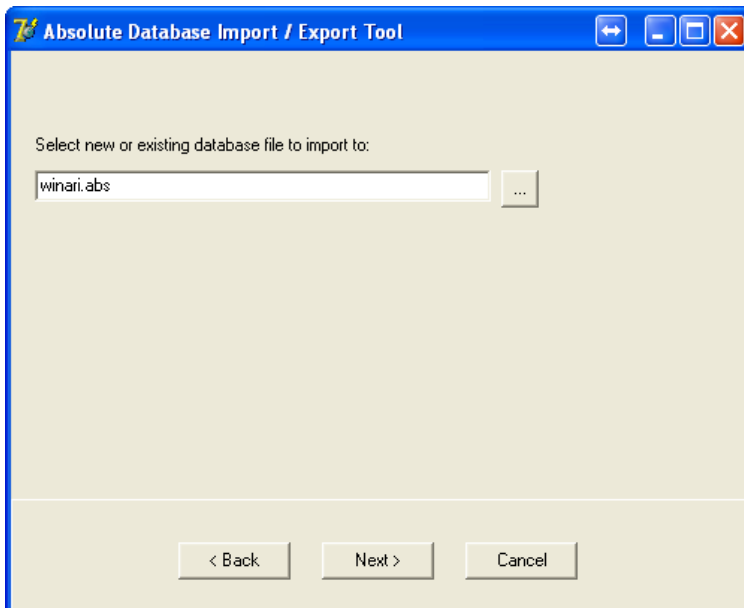 Absolute Database Import / Export Tool
Select new or existing database file to import to:
winari.abs
...
< Back
Next >
Cancel